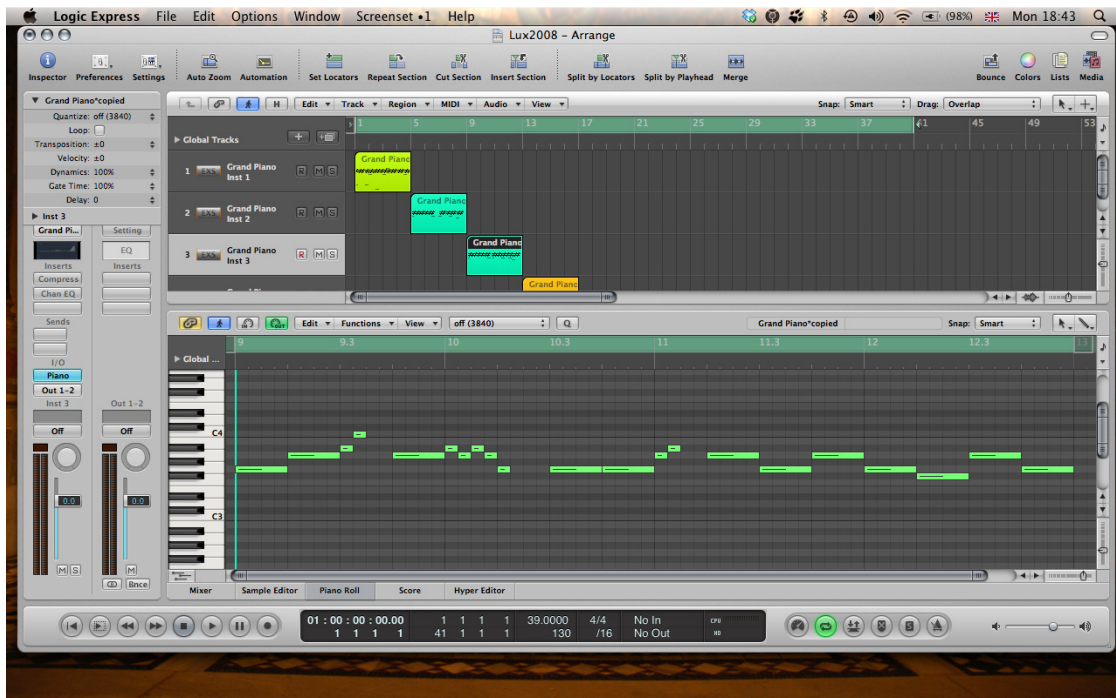 Logic Express File Edit Options Window Screenset •1 Help (98%) Mon 18:43
Lux2008 – Arrange
Inspector Preferences Settings Auto Zoom Automation Set Locators Repeat Section Cut Section Insert Section Split by Locators Split by Playhead Merge Bounce Colors Lists Media
Grand Piano*copied
H Edit Track Region MIDI Audio View Snap: Smart Drag: Overlap
Quantize: off (3840)
Loop:
Transposition: ±0
Velocity: ±0
Dynamics: 100%
Gate Time: 100%
Delay: 0
Inst 3
Grand Pi... Setting
EQ
Inserts Inserts
Compress
Chan EQ
Sends
I/O
Piano
Out 1-2
Inst 3 Out 1-2
Off Off
0.0 0.0
M S M
Bnce
1 5 9 13 17 21 25 29 33 37 41 45 49 53
Global Tracks
1 EXS Grand Piano R M S
Inst 1
Grand Piano
2 EXS Grand Piano R M S
Inst 2
Grand Piano
3 EXS Grand Piano R M S
Inst 3
Grand Piano
Grand Piano
IN OUT Edit Functions View off (3840) Q Grand Piano*copied Snap: Smart
9 9.3 10 10.3 11 11.3 12 12.3 13
Global ...
C4
C3
Mixer Sample Editor Piano Roll Score Hyper Editor
01 : 00 : 00 : 00.00 1 1 1 1 39.0000 4/4 No In CPU
1 1 1 1 41 1 1 1 130 /16 No Out HD